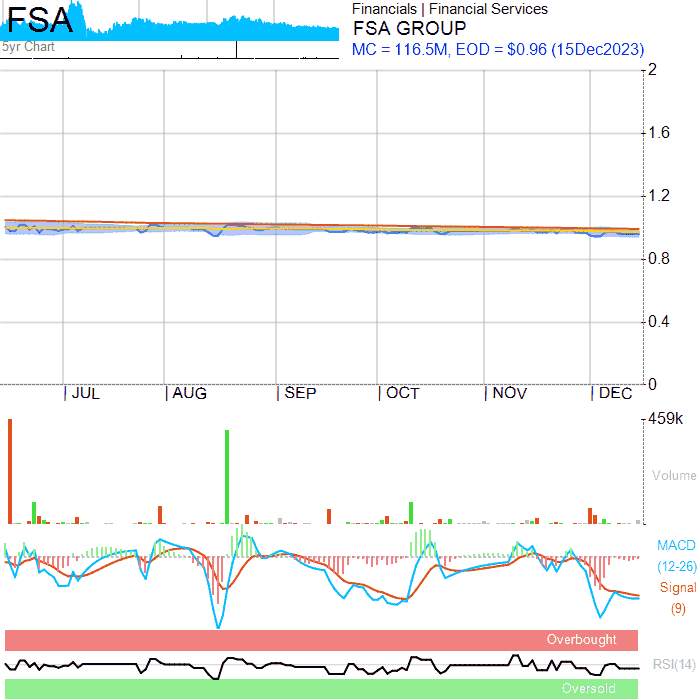 FSA
5yr Chart
Financials | Financial Services
FSA GROUP
MC = 116.5M, EOD = $0.96 (15Dec2023)
2
1.6
1.2
0.8
0.4
0
JUL
AUG
SEP
OCT
NOV
DEC
459k
Volume
MACD
(12-26)
Signal
(9)
Overbought
RSI(14)
Oversold